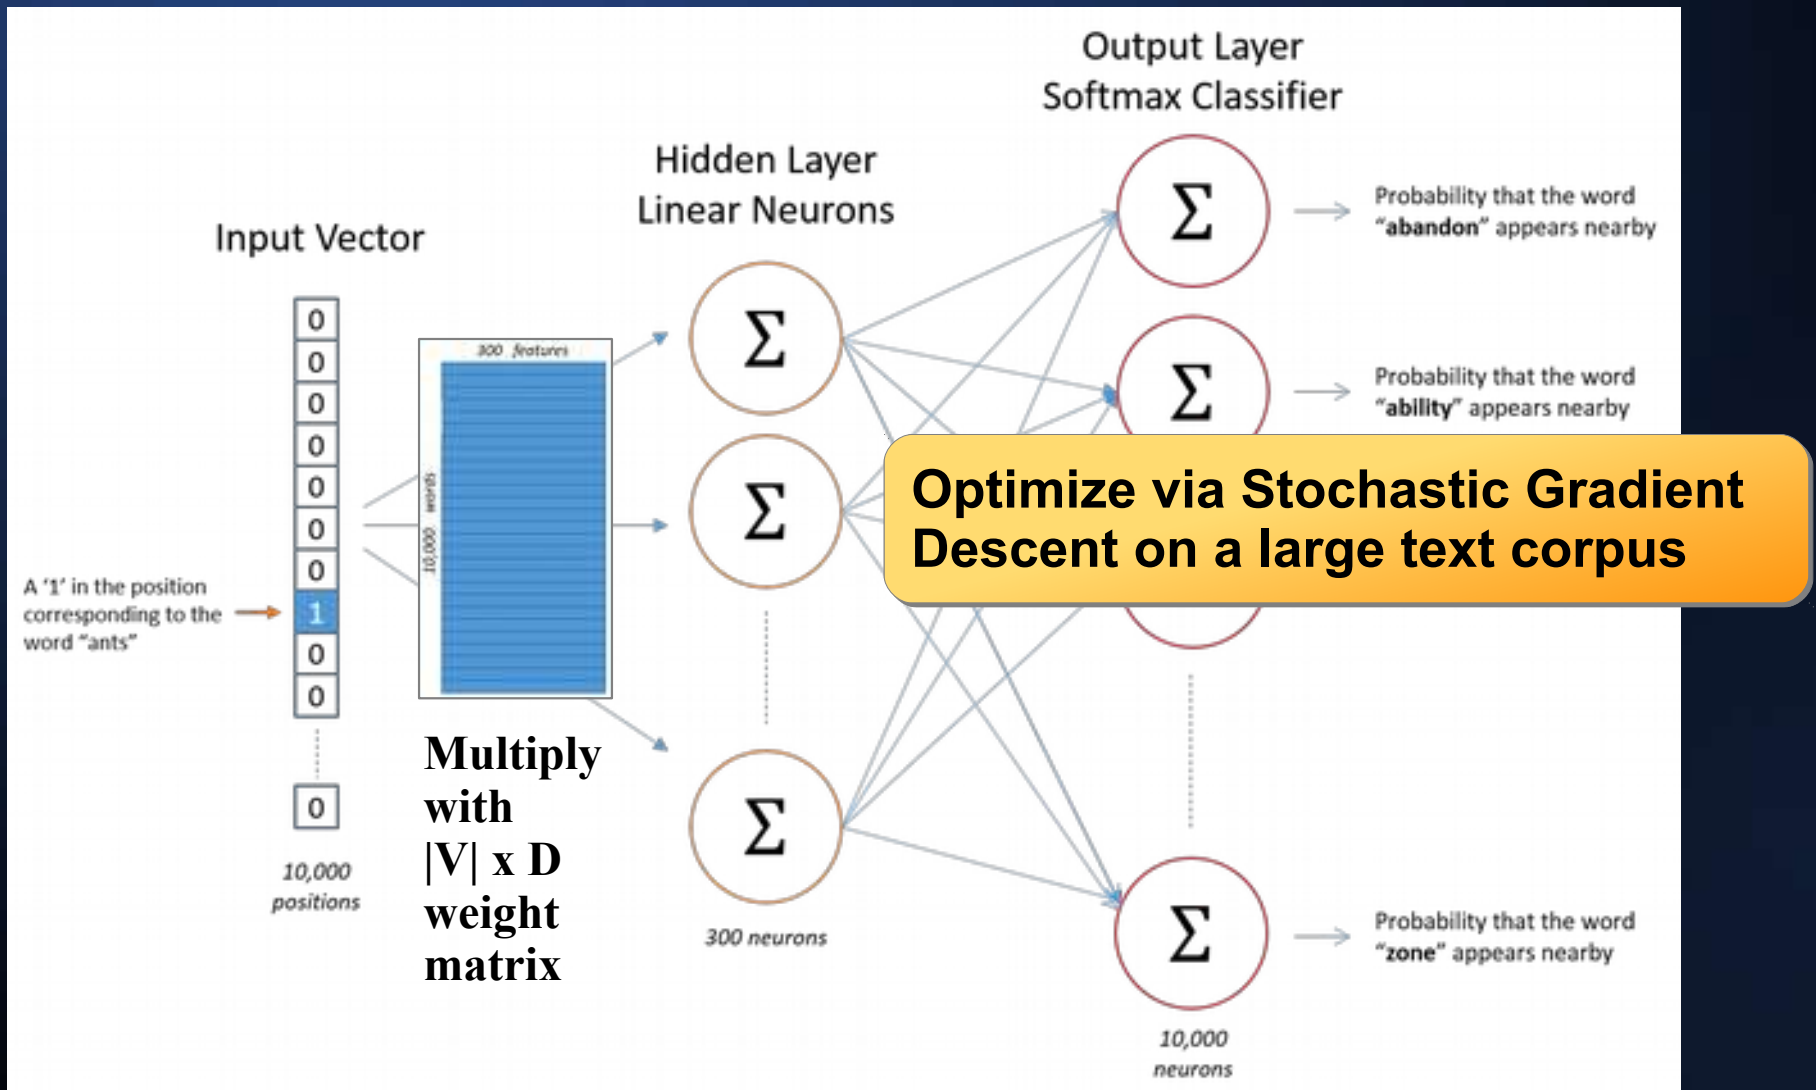 Output Layer
Softmax Classifier
Hidden Layer
Linear Neurons
Input Vector
Σ
Probability that the word
“abandon” appears nearby
0
0
0
0
0
0
0
1
0
0
0
300 features
10,000 words
Σ
Σ
Probability that the word
“ability” appears nearby
Optimize via Stochastic Gradient
Descent on a large text corpus
Σ
A ‘1’ in the position
corresponding to the
word “ants”
Multiply
with
|V| x D
weight
matrix
10,000
positions
Σ
300 neurons
Σ
Probability that the word
“zone” appears nearby
10,000
neurons